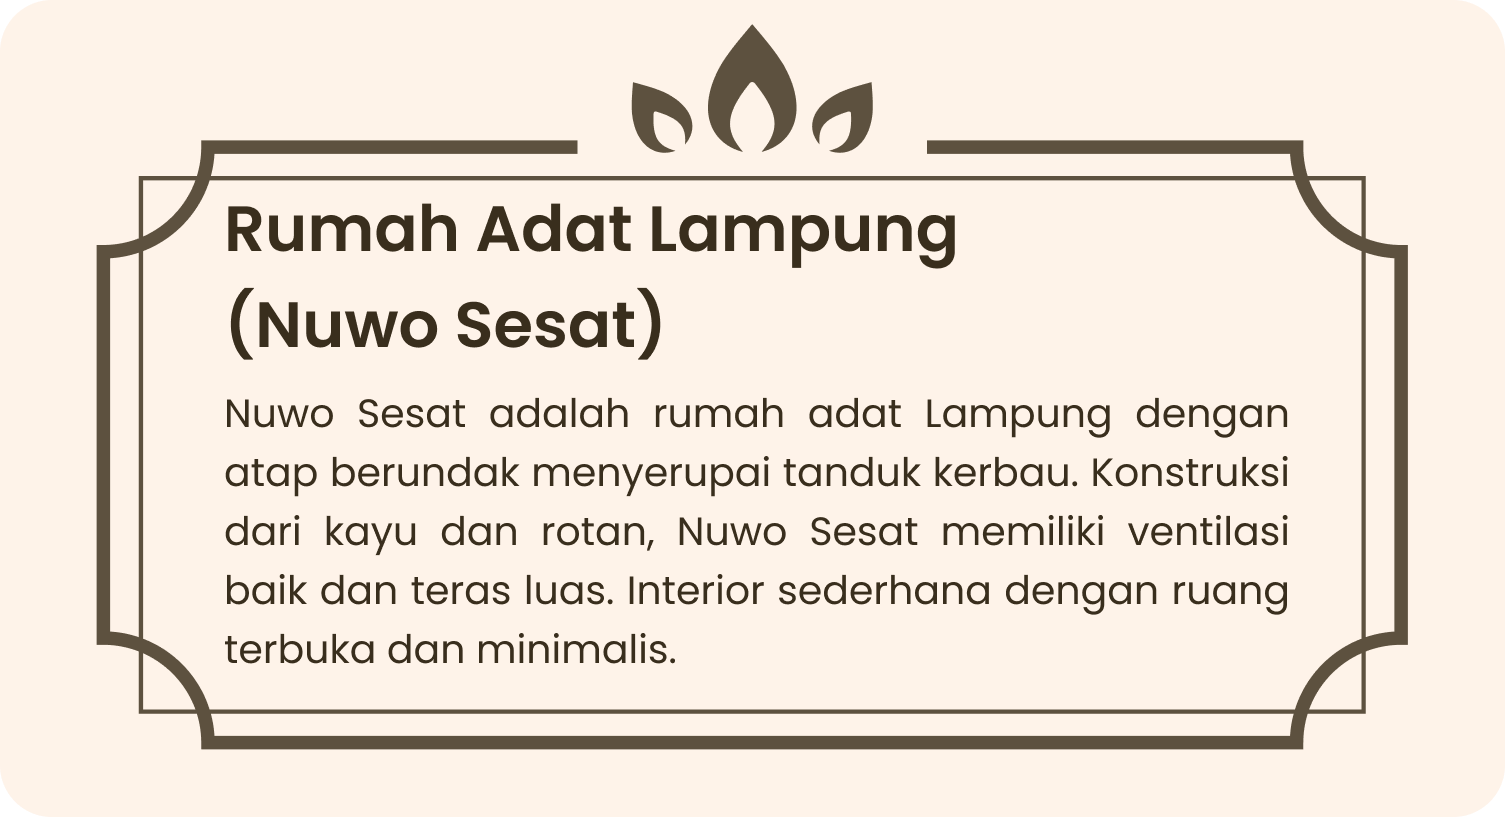 Rumah Adat Lampung
(Nuwo Sesat)
Nuwo Sesat adalah rumah adat Lampung dengan
atap berundak menyerupai tanduk kerbau. Konstruksi
dari kayu dan rotan, Nuwo Sesat memiliki ventilasi
baik dan teras luas. Interior sederhana dengan ruang
terbuka dan minimalis.